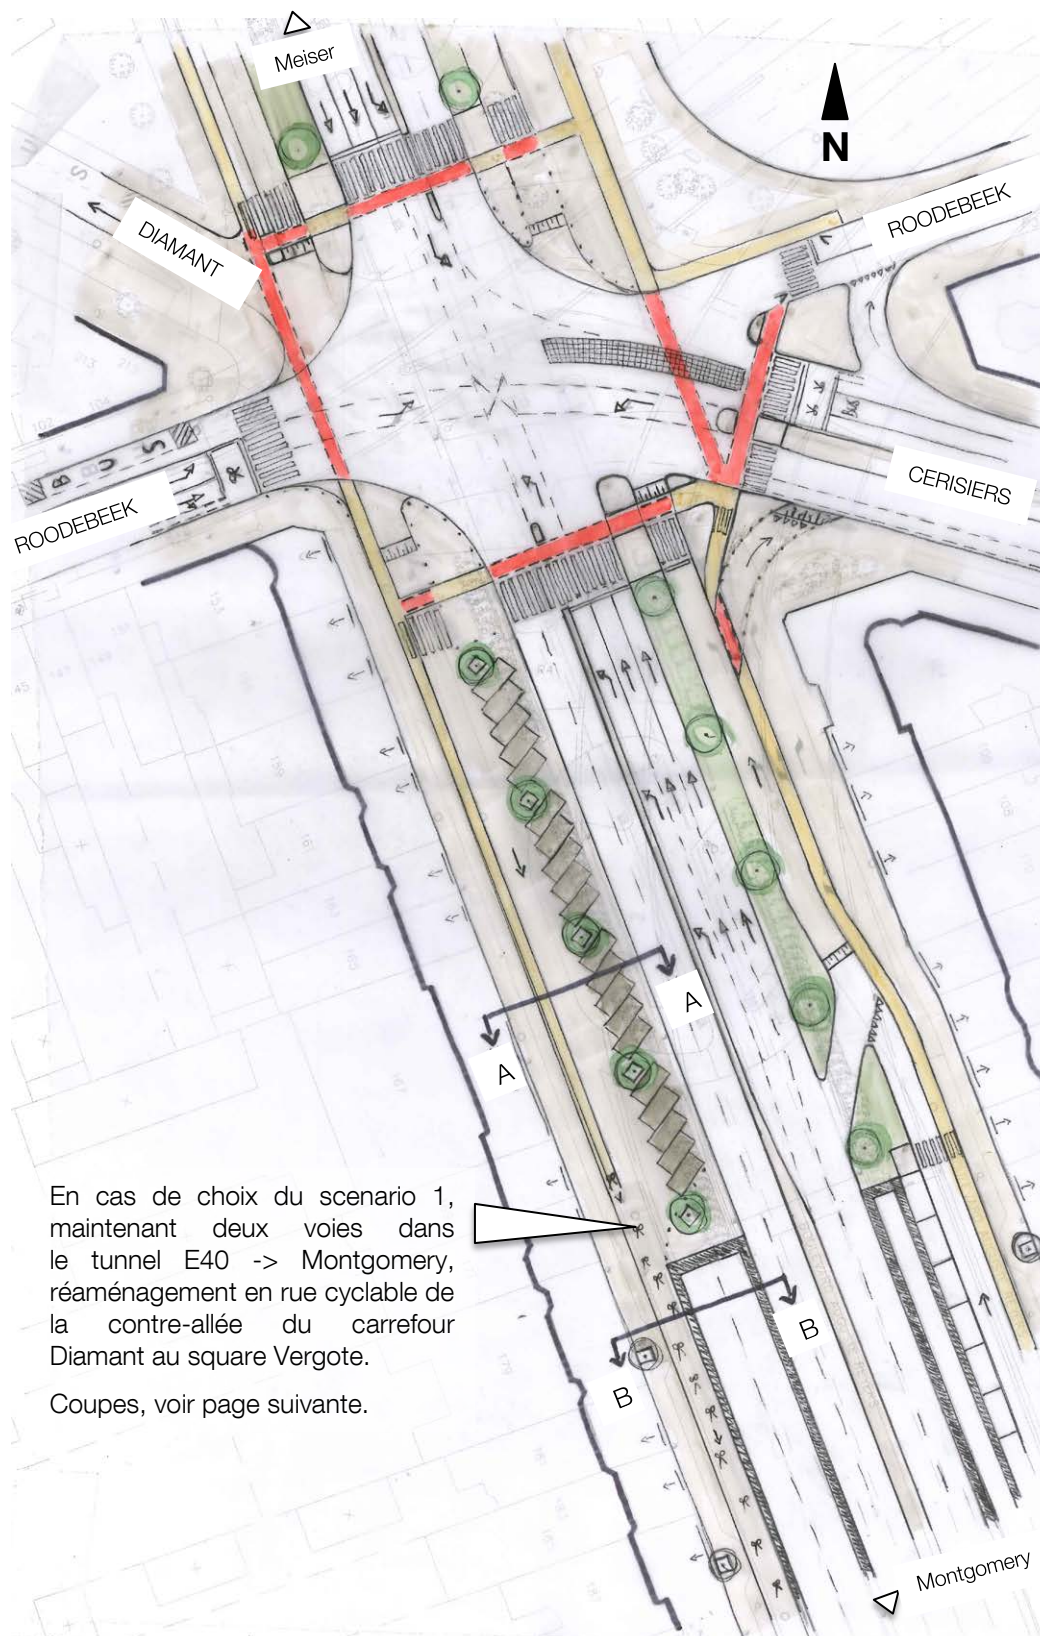 Meiser
N
ROODEBEEK
DIAMANT
BUS
Bus
CERISIERS
ROODEBEEK
A
A
En cas de choix du scenario 1,
maintenant deux voies dans
le tunnel E40 -> Montgomery,
réaménagement en rue cyclable de
la contre-allée du carrefour
Diamant au square Vergote.
Coupes, voir page suivante.
B
B
Montgomery